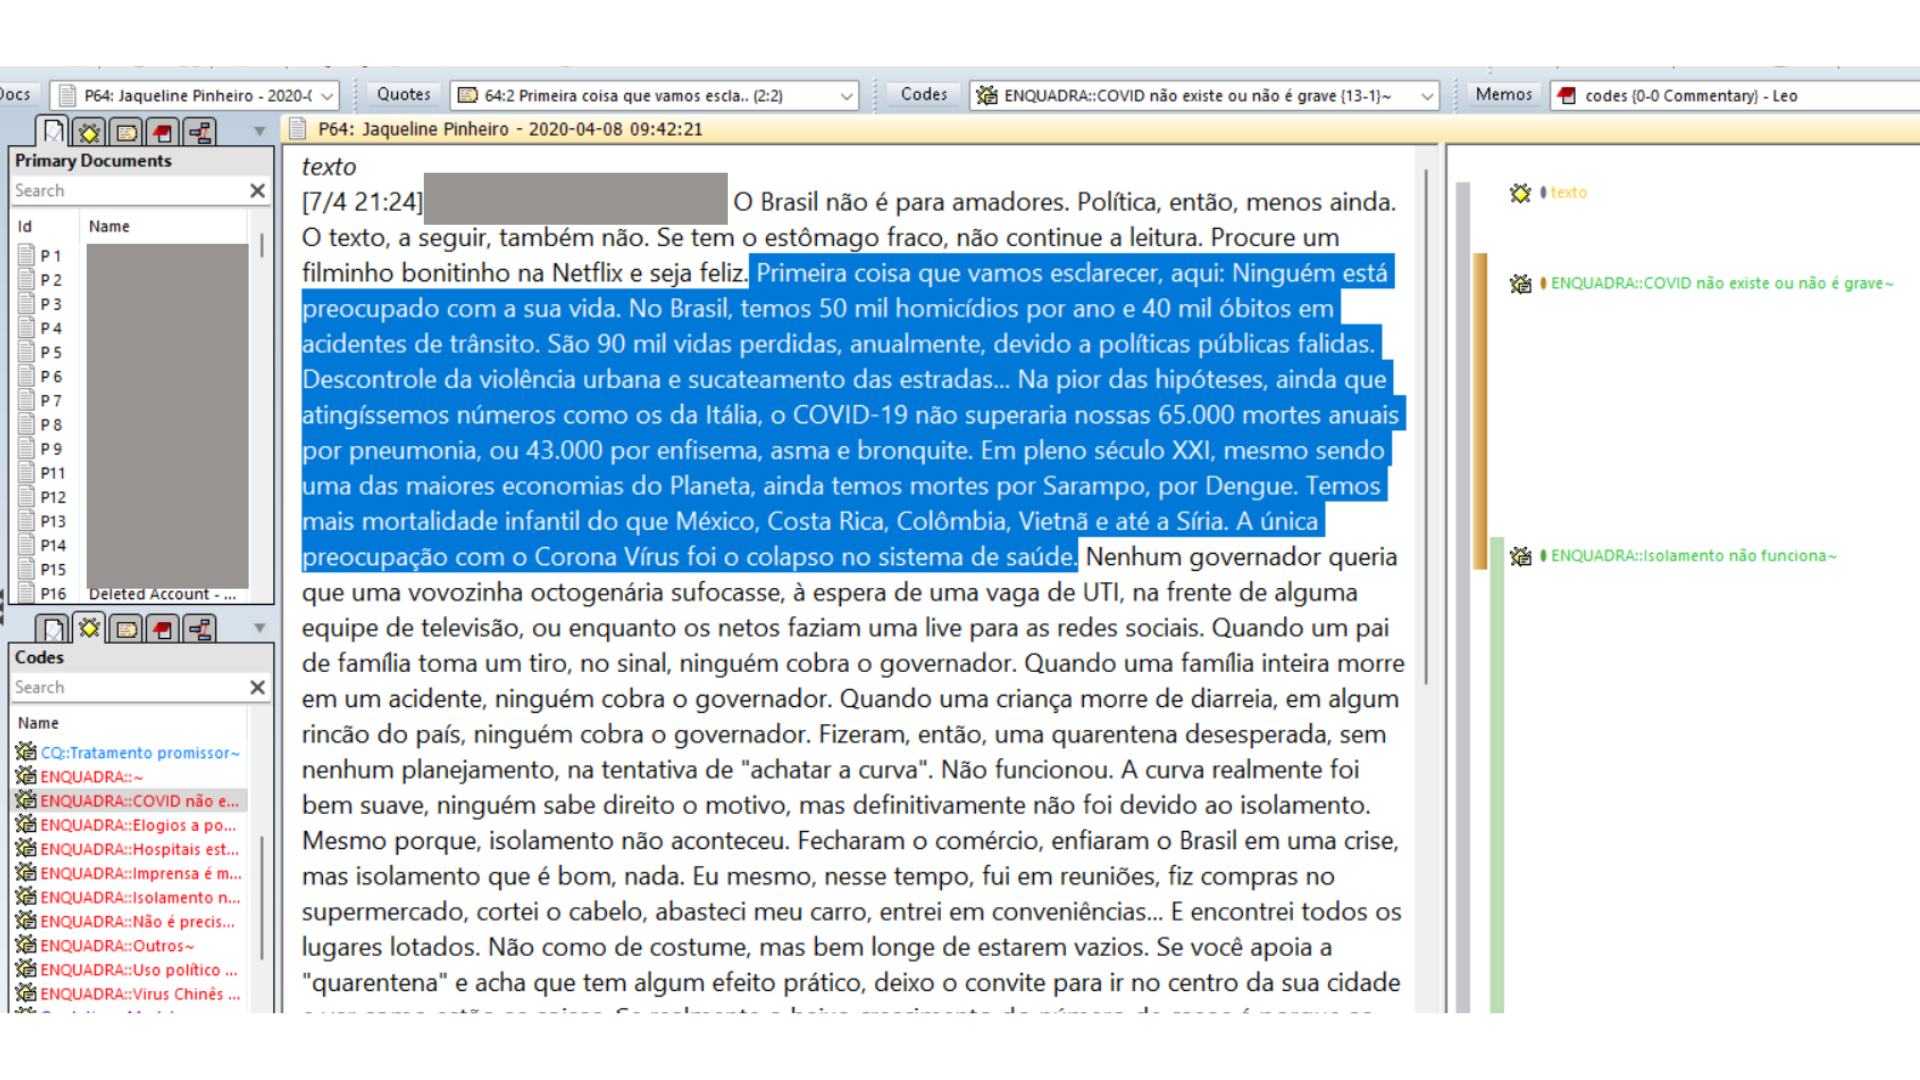 Docs
P64: Jaqueline Pinheiro - 2020-(
Quotes
64:2 Primeira coisa que vamos escla.. (2:2)
Codes
ENQUADRA::COVID não existe ou não é grave {13-1}~
Memos
codes {0-0 Commentary} - Leo
P64: Jaqueline Pinheiro - 2020-04-08 09:42:21
Primary Documents
Search
Id Name
P 1
P 2
P 3
P 4
P 5
P 6
P 7
P 8
P 9
P11
P12
P13
P14
P15
P16 Deleted Account - ...
Codes
Search
Name
CQ::Tratamento promissor~
ENQUADRA::~
ENQUADRA::COVID não e...
ENQUADRA::Elogios a po...
ENQUADRA::Hospitais est...
ENQUADRA::Imprensa é m...
ENQUADRA::Isolamento n...
ENQUADRA::Não é precis...
ENQUADRA::Outros~
ENQUADRA::Uso político ...
ENQUADRA::Virus Chinês ...
texto
[7/4 21:24] O Brasil não é para amadores. Política, então, menos ainda.
O texto, a seguir, também não. Se tem o estômago fraco, não continue a leitura. Procure um
filminho bonitinho na Netflix e seja feliz. Primeira coisa que vamos esclarecer, aqui: Ninguém está
preocupado com a sua vida. No Brasil, temos 50 mil homicídios por ano e 40 mil óbitos em
acidentes de trânsito. São 90 mil vidas perdidas, anualmente, devido a políticas públicas falidas.
Descontrole da violência urbana e sucateamento das estradas... Na pior das hipóteses, ainda que
atingíssemos números como os da Itália, o COVID-19 não superaria nossas 65.000 mortes anuais
por pneumonia, ou 43.000 por enfisema, asma e bronquite. Em pleno século XXI, mesmo sendo
uma das maiores economias do Planeta, ainda temos mortes por Sarampo, por Dengue. Temos
mais mortalidade infantil do que México, Costa Rica, Colômbia, Vietnã e até a Síria. A única
preocupação com o Corona Vírus foi o colapso no sistema de saúde. Nenhum governador queria
que uma vovozinha octogenária sufocasse, à espera de uma vaga de UTI, na frente de alguma
equipe de televisão, ou enquanto os netos faziam uma live para as redes sociais. Quando um pai
de família toma um tiro, no sinal, ninguém cobra o governador. Quando uma família inteira morre
em um acidente, ninguém cobra o governador. Quando uma criança morre de diarreia, em algum
rincão do país, ninguém cobra o governador. Fizeram, então, uma quarentena desesperada, sem
nenhum planejamento, na tentativa de "achatar a curva". Não funcionou. A curva realmente foi
bem suave, ninguém sabe direito o motivo, mas definitivamente não foi devido ao isolamento.
Mesmo porque, isolamento não aconteceu. Fecharam o comércio, enfiaram o Brasil em uma crise,
mas isolamento que é bom, nada. Eu mesmo, nesse tempo, fui em reuniões, fiz compras no
supermercado, cortei o cabelo, abasteci meu carro, entrei em conveniências... E encontrei todos os
lugares lotados. Não como de costume, mas bem longe de estarem vazios. Se você apoia a
"quarentena" e acha que tem algum efeito prático, deixo o convite para ir no centro da sua cidade
texto
ENQUADRA::COVID não existe ou não é grave~
ENQUADRA::Isolamento não funciona~